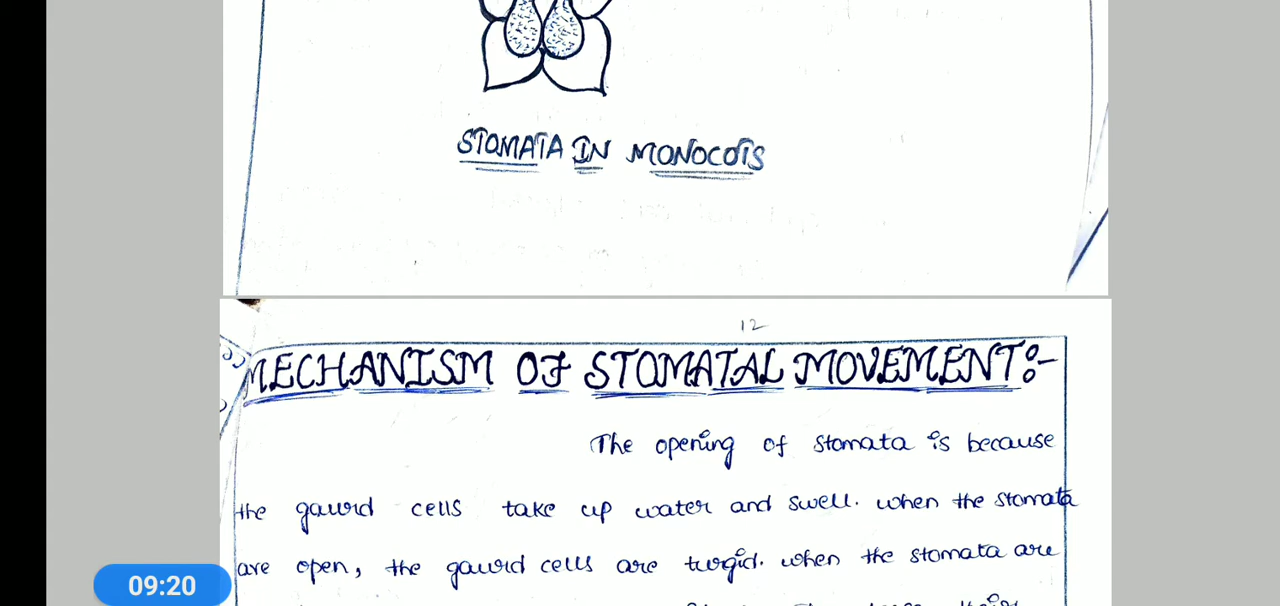 STOMATA IN MONOCOTS
12
MECHANISM OF STOMATAL MOVEMENT:-
The opening of stomata is because
the gaurd cells take up water and swell. when the stomata
are open, the gaurd cells are turgid. when the stomata are
09:20